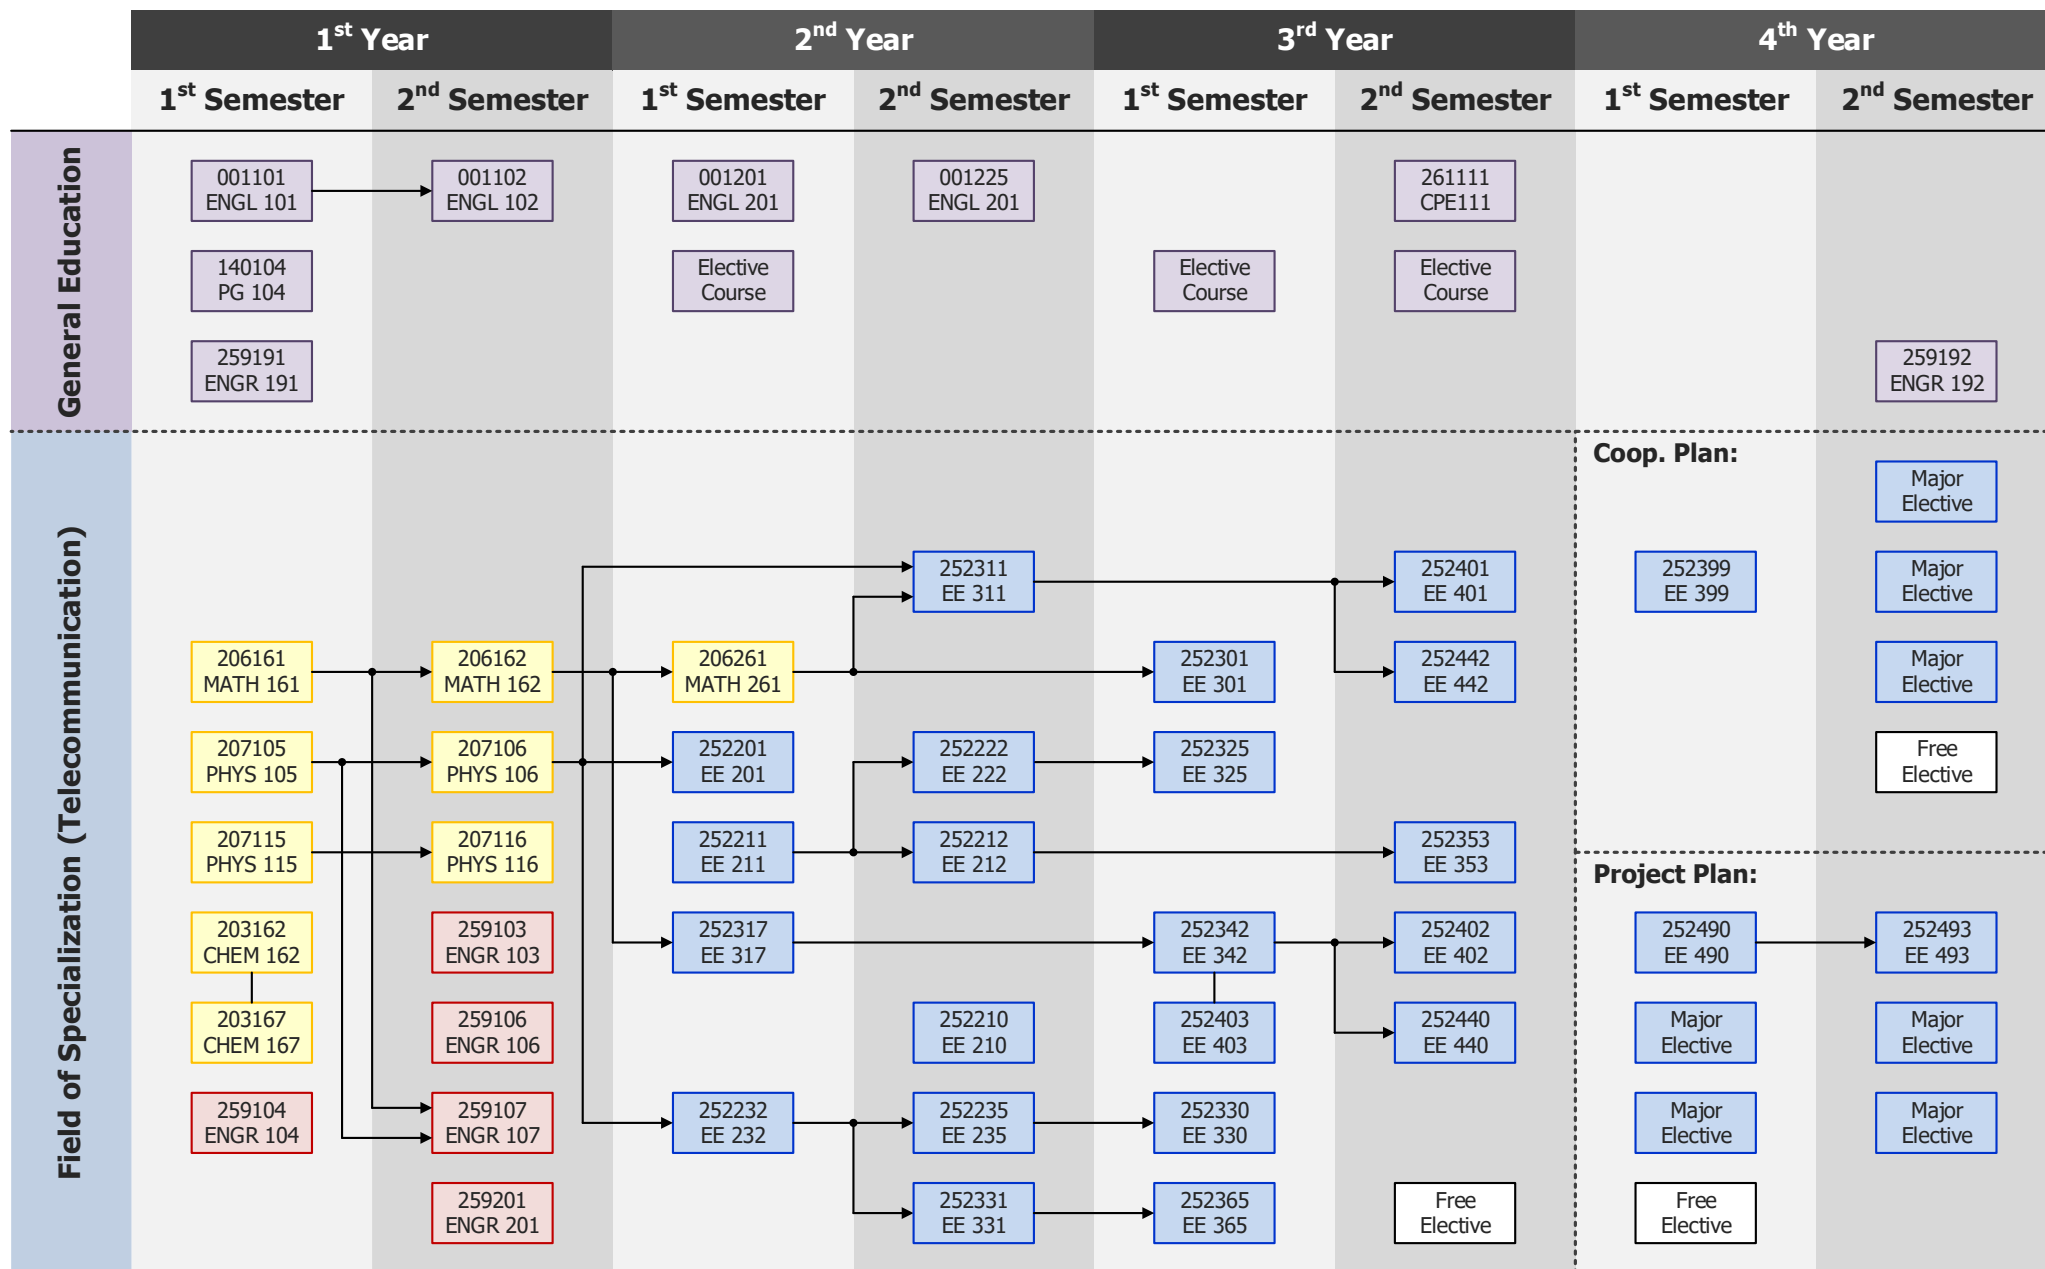 1st Year
2nd Year
3rd Year
4th Year
1st Semester
2nd Semester
1st Semester
2nd Semester
1st Semester
2nd Semester
1st Semester
2nd Semester
General Education
001101
ENGL 101
001102
ENGL 102
001201
ENGL 201
001225
ENGL 201
261111
CPE111
140104
PG 104
Elective
Course
Elective
Course
Elective
Course
259191
ENGR 191
259192
ENGR 192
Field of Specialization (Telecommunication)
Coop. Plan:
Major
Elective
252311
EE 311
252401
EE 401
252399
EE 399
Major
Elective
206161
MATH 161
206162
MATH 162
206261
MATH 261
252301
EE 301
252442
EE 442
Major
Elective
207105
PHYS 105
207106
PHYS 106
252201
EE 201
252222
EE 222
252325
EE 325
Free
Elective
207115
PHYS 115
207116
PHYS 116
252211
EE 211
252212
EE 212
252353
EE 353
Project Plan:
203162
CHEM 162
259103
ENGR 103
252317
EE 317
252342
EE 342
252402
EE 402
252490
EE 490
252493
EE 493
203167
CHEM 167
259106
ENGR 106
252210
EE 210
252403
EE 403
252440
EE 440
Major
Elective
Major
Elective
259104
ENGR 104
259107
ENGR 107
252232
EE 232
252235
EE 235
252330
EE 330
Major
Elective
Major
Elective
259201
ENGR 201
252331
EE 331
252365
EE 365
Free
Elective
Free
Elective